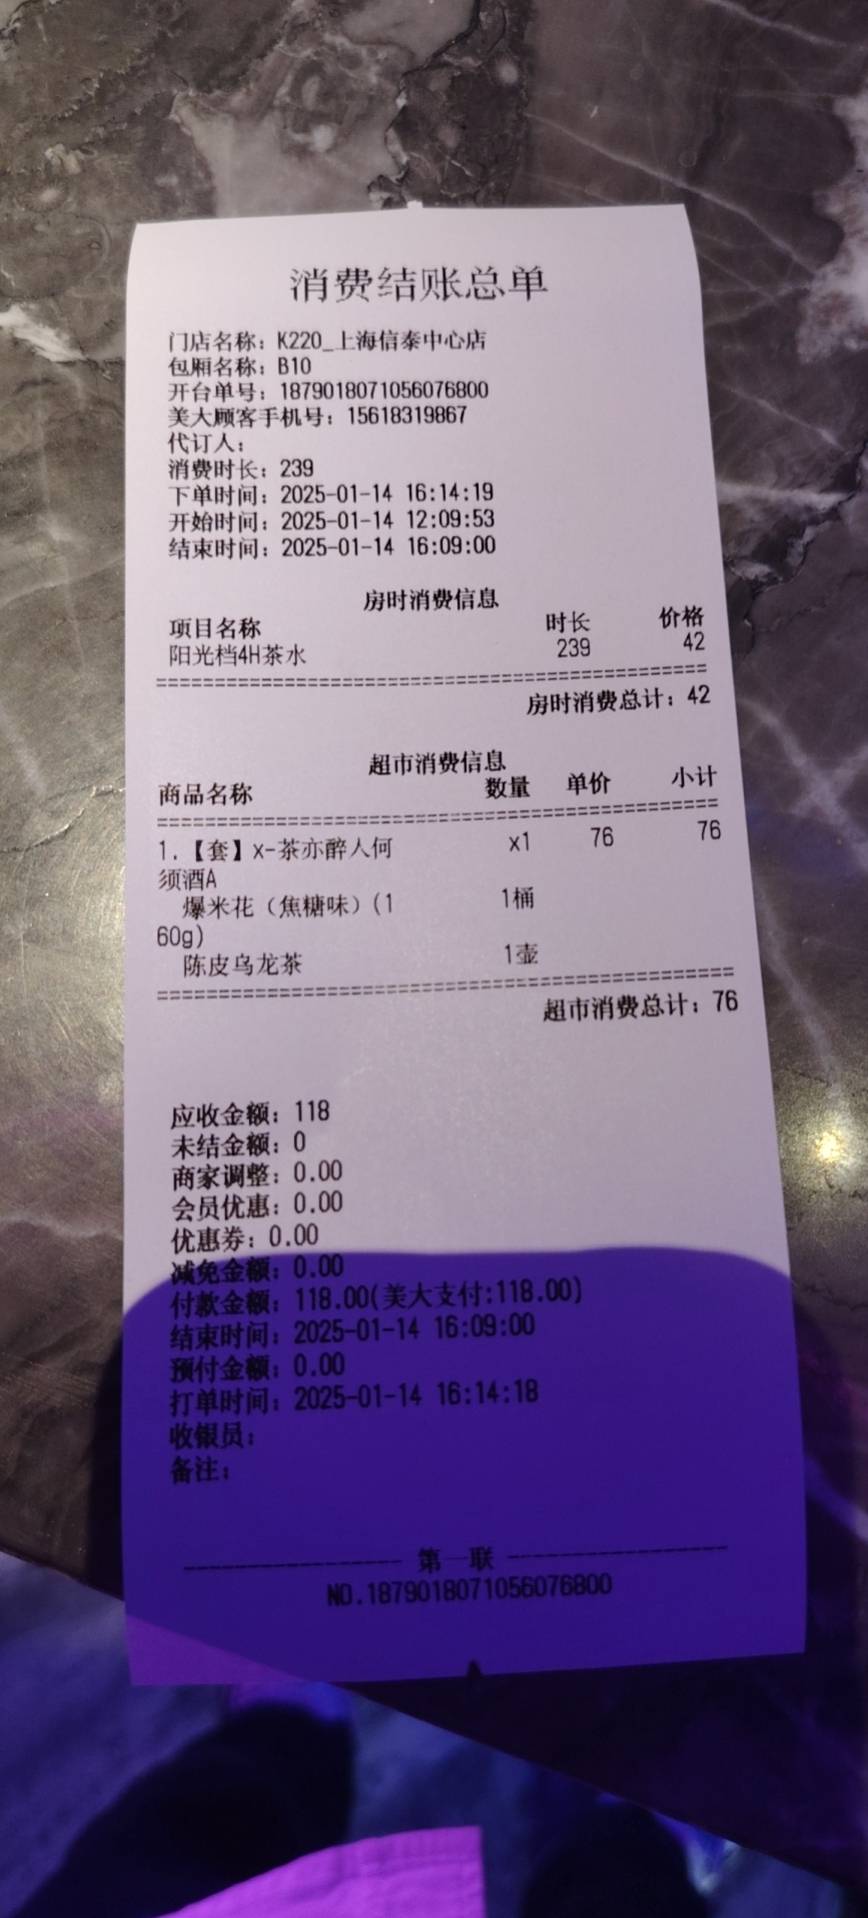 消费结账总单
门店名称：K220_上海信泰中心店
包厢名称：B10
开台单号：1879018071056076800
美大顾客手机号：15618319867
代订人：
消费时长：239
下单时间：2025-01-14 16:14:19
开始时间：2025-01-14 12:09:53
结束时间：2025-01-14 16:09:00
房时消费信息
项目名称 时长 价格
阳光档4H茶水 239 42
房时消费总计：42
超市消费信息
商品名称 数量 单价 小计
1.【套】x-茶亦醉人何 x1 76 76
须酒A
爆米花（焦糖味）(1 1桶
60g)
陈皮乌龙茶 1壶
超市消费总计：76
应收金额：118
未结金额：0
商家调整：0.00
会员优惠：0.00
优惠券：0.00
减免金额：0.00
付款金额：118.00(美大支付:118.00)
结束时间：2025-01-14 16:09:00
预付金额：0.00
打单时间：2025-01-14 16:14:18
收银员：
备注：
第一联
NO.1879018071056076800